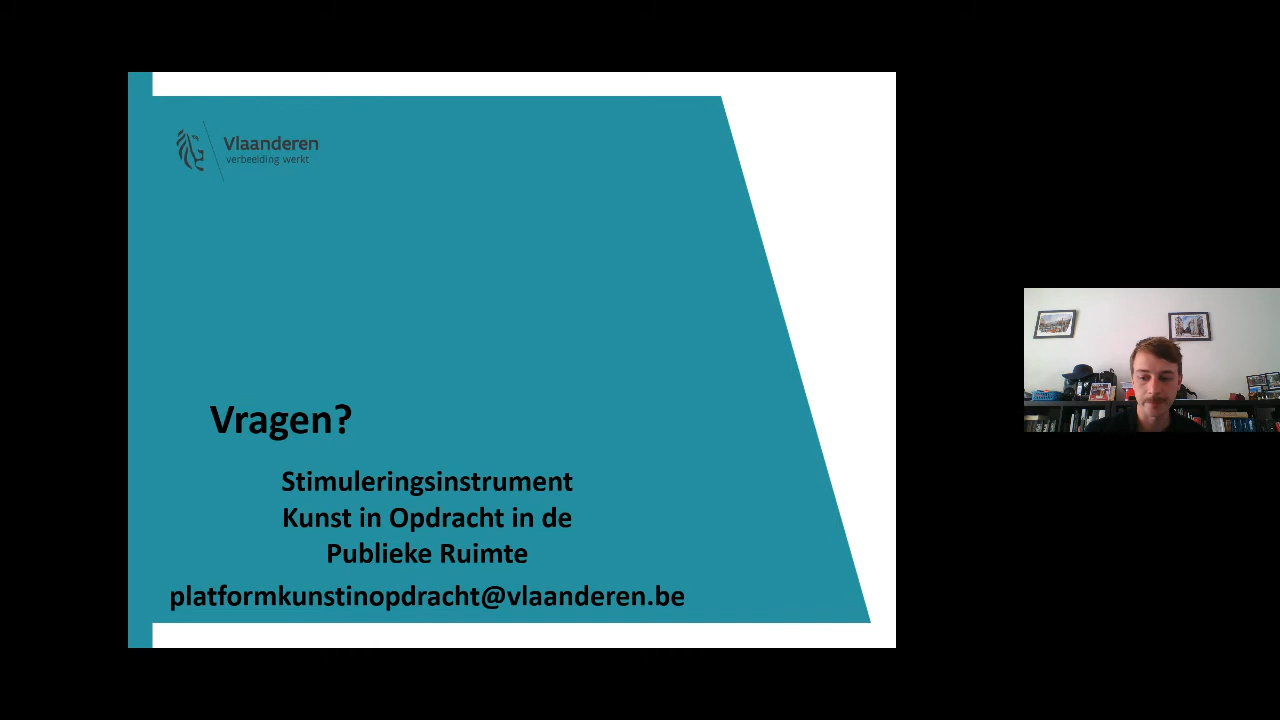 Vlaanderen
verbeelding werkt
Vragen?
Stimuleringsinstrument
Kunst in Opdracht in de
Publieke Ruimte
platformkunstinopdracht@vlaanderen.be